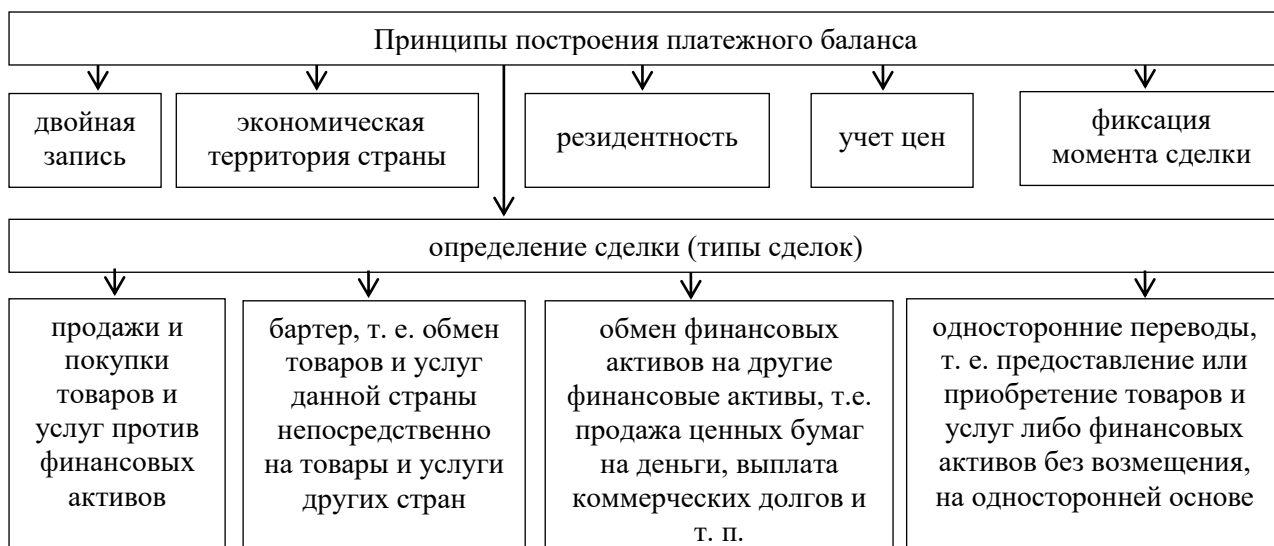 Принципы построения платежного баланса
двойная
запись
экономическая
территория страны
резидентность
учет цен
фиксация
момента сделки
определение сделки (типы сделок)
продажи и
покупки
товаров и
услуг против
финансовых
активов
бартер, т. е. обмен
товаров и услуг
данной страны
непосредственно
на товары и услуги
других стран
обмен финансовых
активов на другие
финансовые активы, т.е.
продажа ценных бумаг
на деньги, выплата
коммерческих долгов и
т. п.
односторонние переводы,
т. е. предоставление или
приобретение товаров и
услуг либо финансовых
активов без возмещения,
на односторонней основе